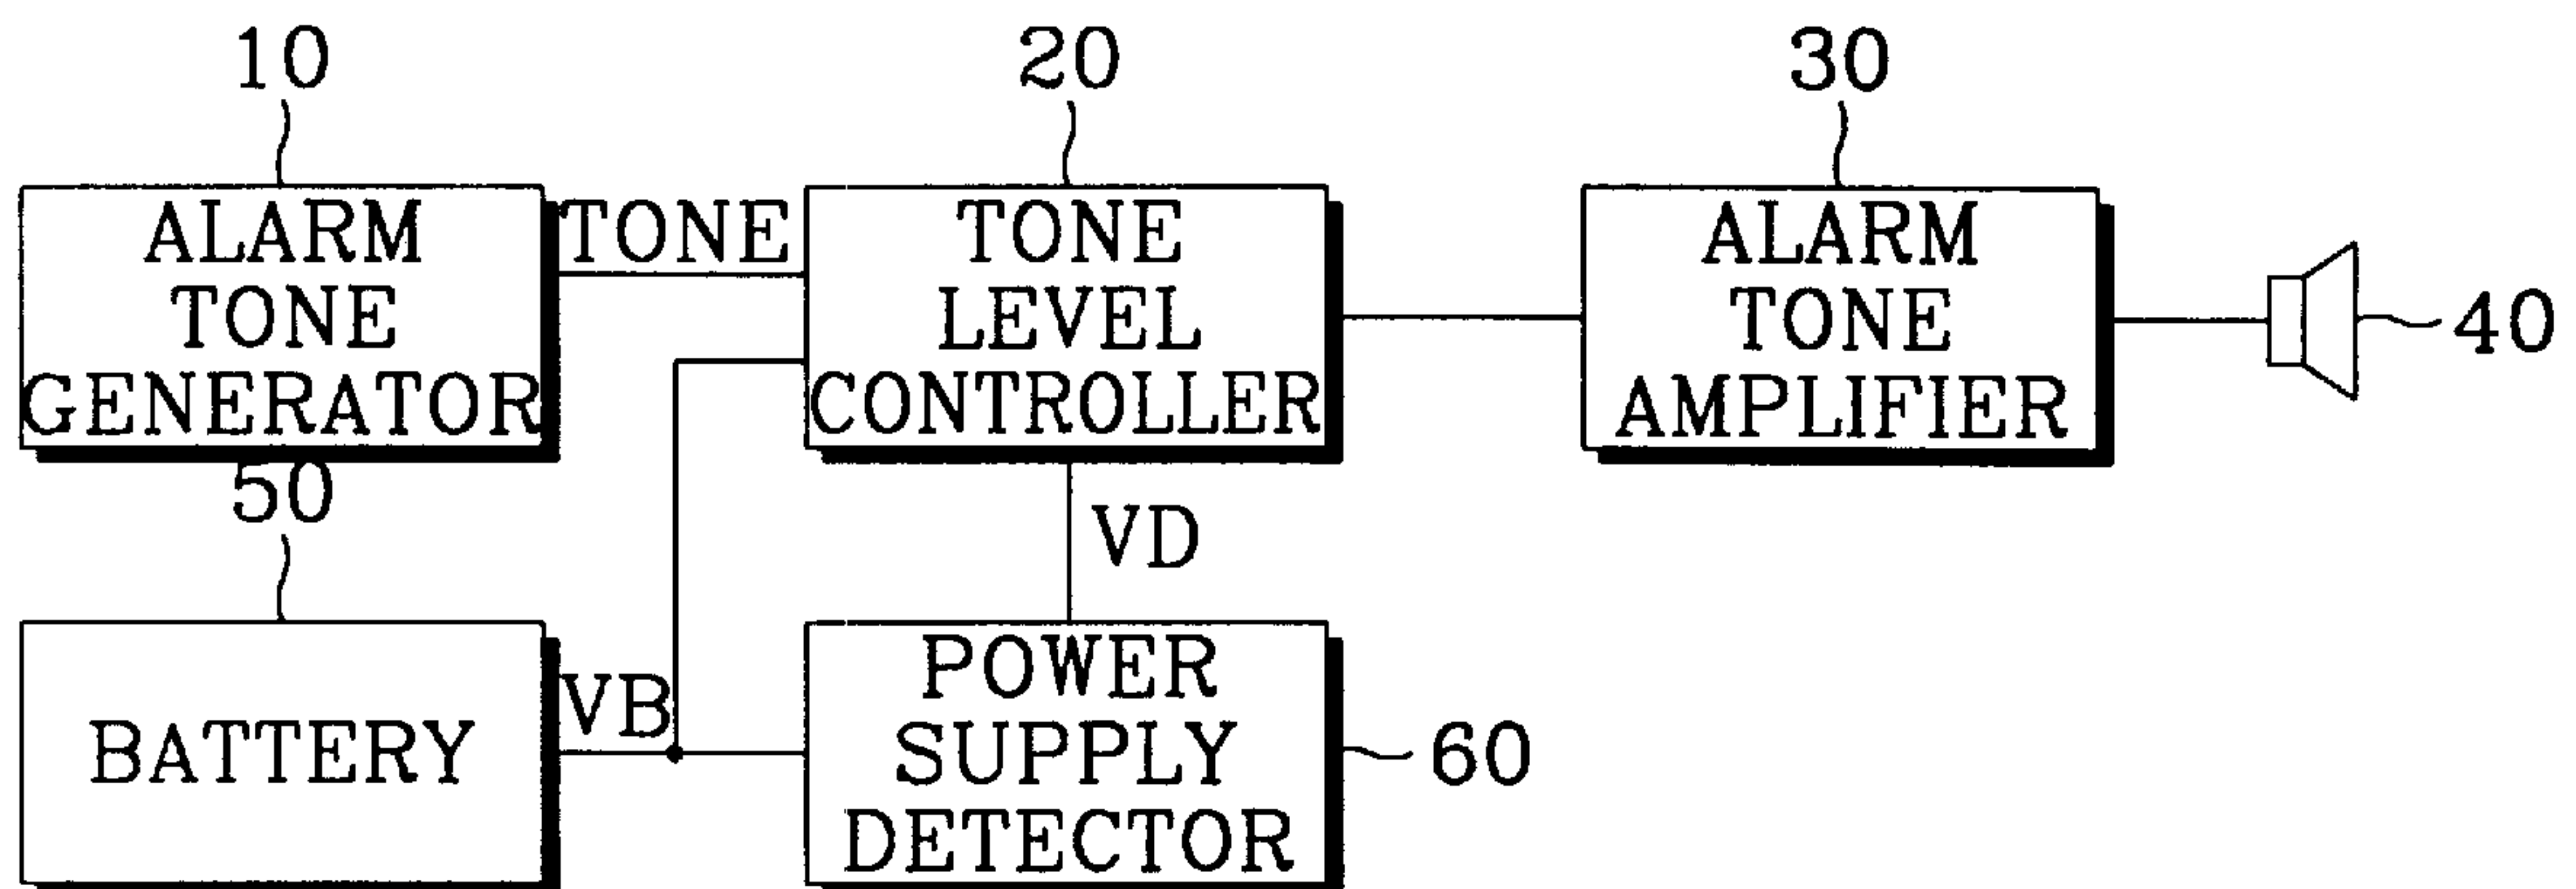 10
20
30
ALARM
TONE
GENERATOR
TONE
TONE
LEVEL
CONTROLLER
ALARM
TONE
AMPLIFIER
40
50
VD
BATTERY
VB
POWER
SUPPLY
DETECTOR
60